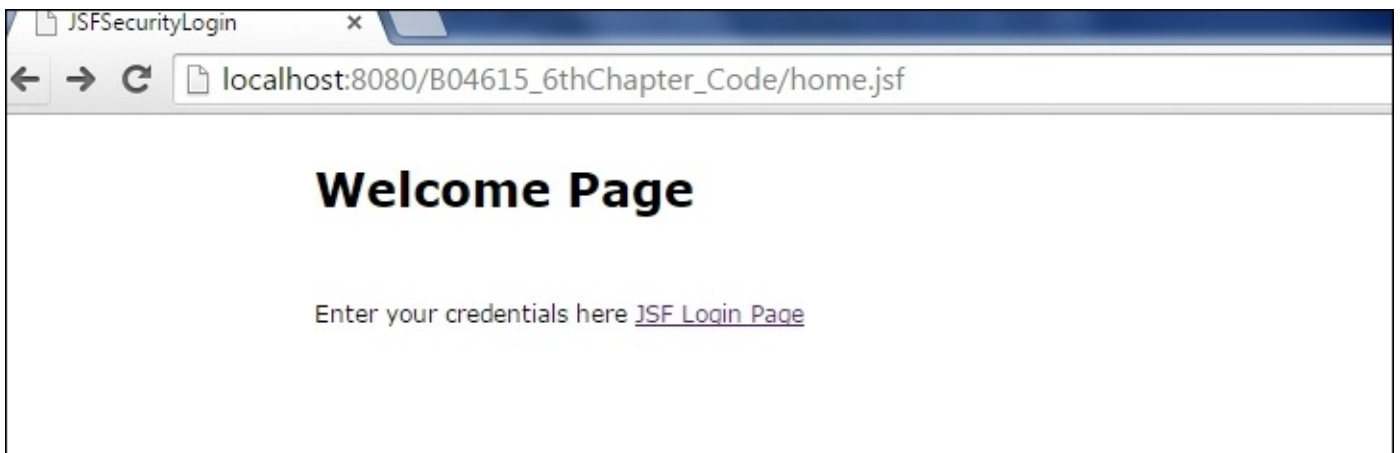 JSFSecurityLogin
localhost:8080/B04615_6thChapter_Code/home.jsf
Welcome Page
Enter your credentials here JSF Login Page